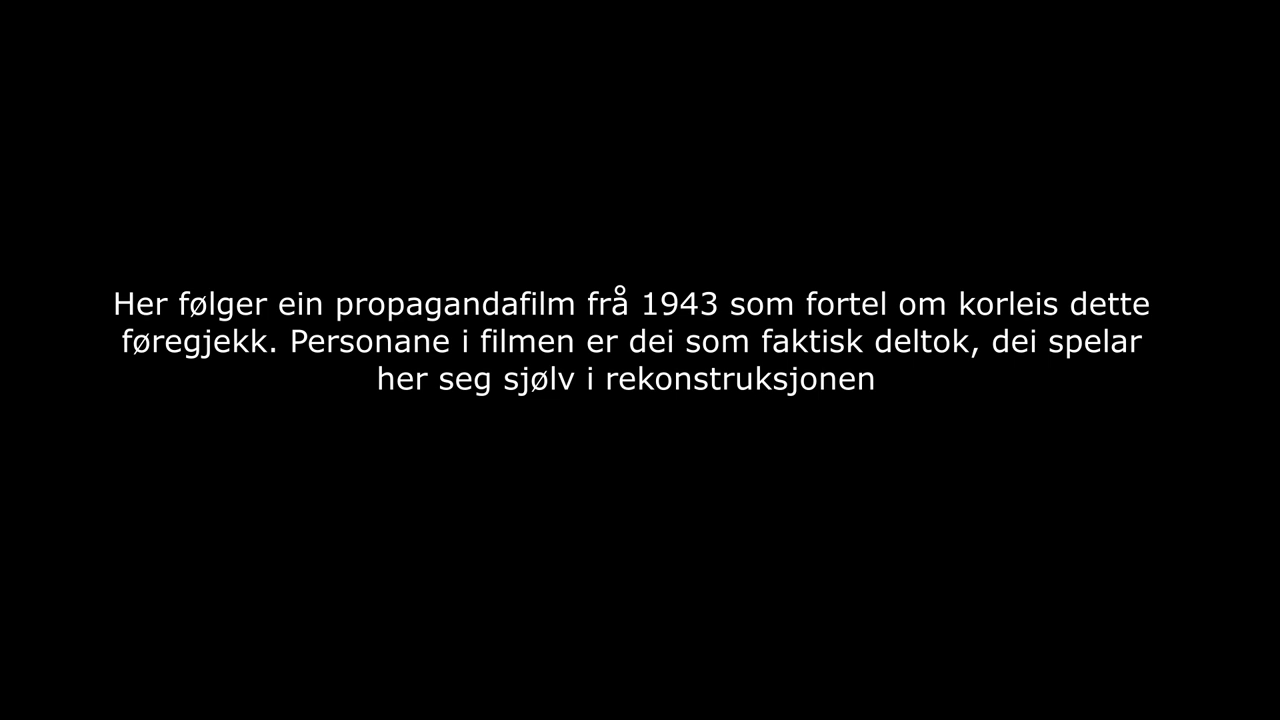 Her følger ein propagandafilm frå 1943 som fortel om korleis dette
føregjekk. Personane i filmen er dei som faktisk deltok, dei spelar
her seg sjølv i rekonstruksjonen